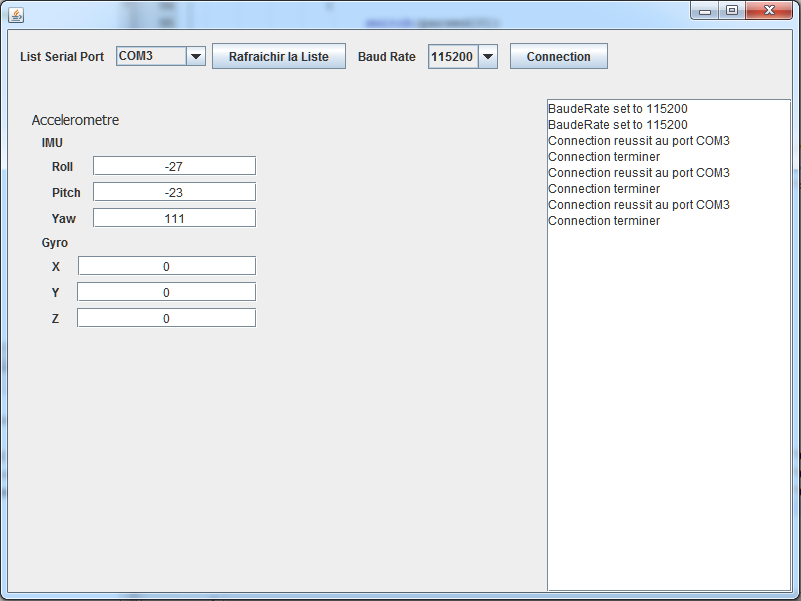 List Serial Port COM3 Rafraichir la Liste Baud Rate 115200 Connection
Accelerometre
IMU
Roll -27
Pitch -23
Yaw 111
Gyro
X 0
Y 0
Z 0
BaudeRate set to 115200
BaudeRate set to 115200
Connection reussit au port COM3
Connection terminer
Connection reussit au port COM3
Connection terminer
Connection reussit au port COM3
Connection terminer